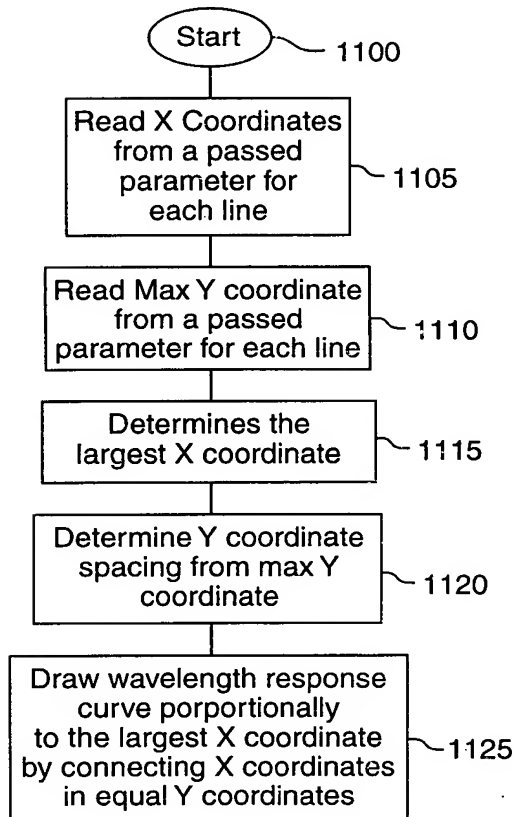 Start
1100
Read X Coordinates
from a passed
parameter for
each line
1105
Read Max Y coordinate
from a passed
parameter for each line
1110
Determines the
largest X coordinate
1115
Determine Y coordinate
spacing from max Y
coordinate
1120
Draw wavelength response
curve porportionally
to the largest X coordinate
by connecting X coordinates
in equal Y coordinates
1125